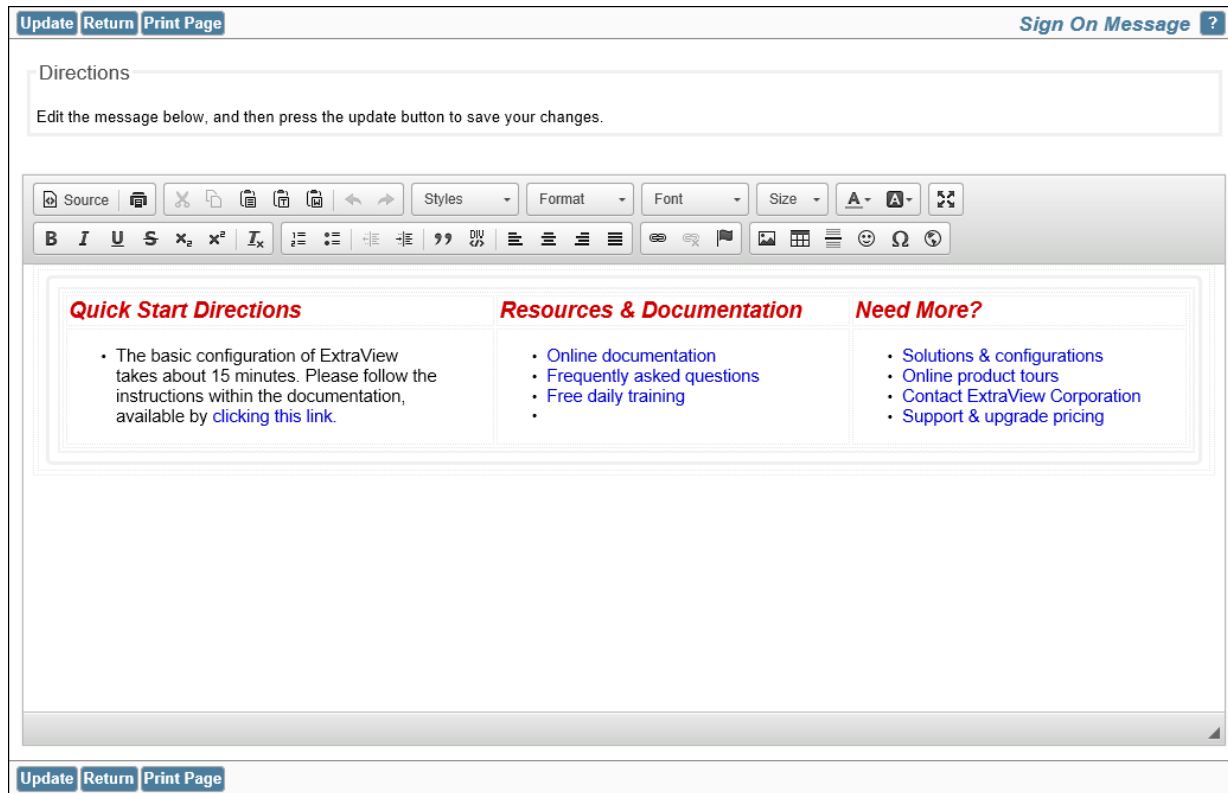 Update Return Print Page Sign On Message ?
Directions
Edit the message below, and then press the update button to save your changes.
Source Styles Format Font Size A A
B I U S x₂ x² Iₓ DIV Ω
Quick Start Directions
• The basic configuration of ExtraView
takes about 15 minutes. Please follow the
instructions within the documentation,
available by clicking this link.
Resources & Documentation
• Online documentation
• Frequently asked questions
• Free daily training
•
Need More?
• Solutions & configurations
• Online product tours
• Contact ExtraView Corporation
• Support & upgrade pricing
Update Return Print Page